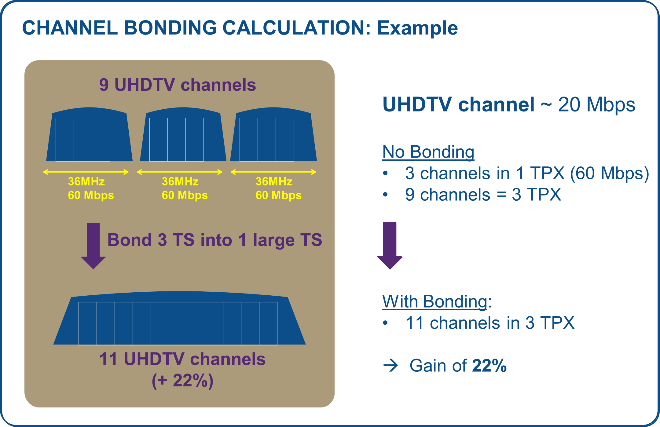 CHANNEL BONDING CALCULATION: Example
9 UHDTV channels
36MHz
60 Mbps
36MHz
60 Mbps
36MHz
60 Mbps
Bond 3 TS into 1 large TS
11 UHDTV channels
(+ 22%)
UHDTV channel ~ 20 Mbps
No Bonding
• 3 channels in 1 TPX (60 Mbps)
• 9 channels = 3 TPX
With Bonding:
• 11 channels in 3 TPX
→ Gain of 22%